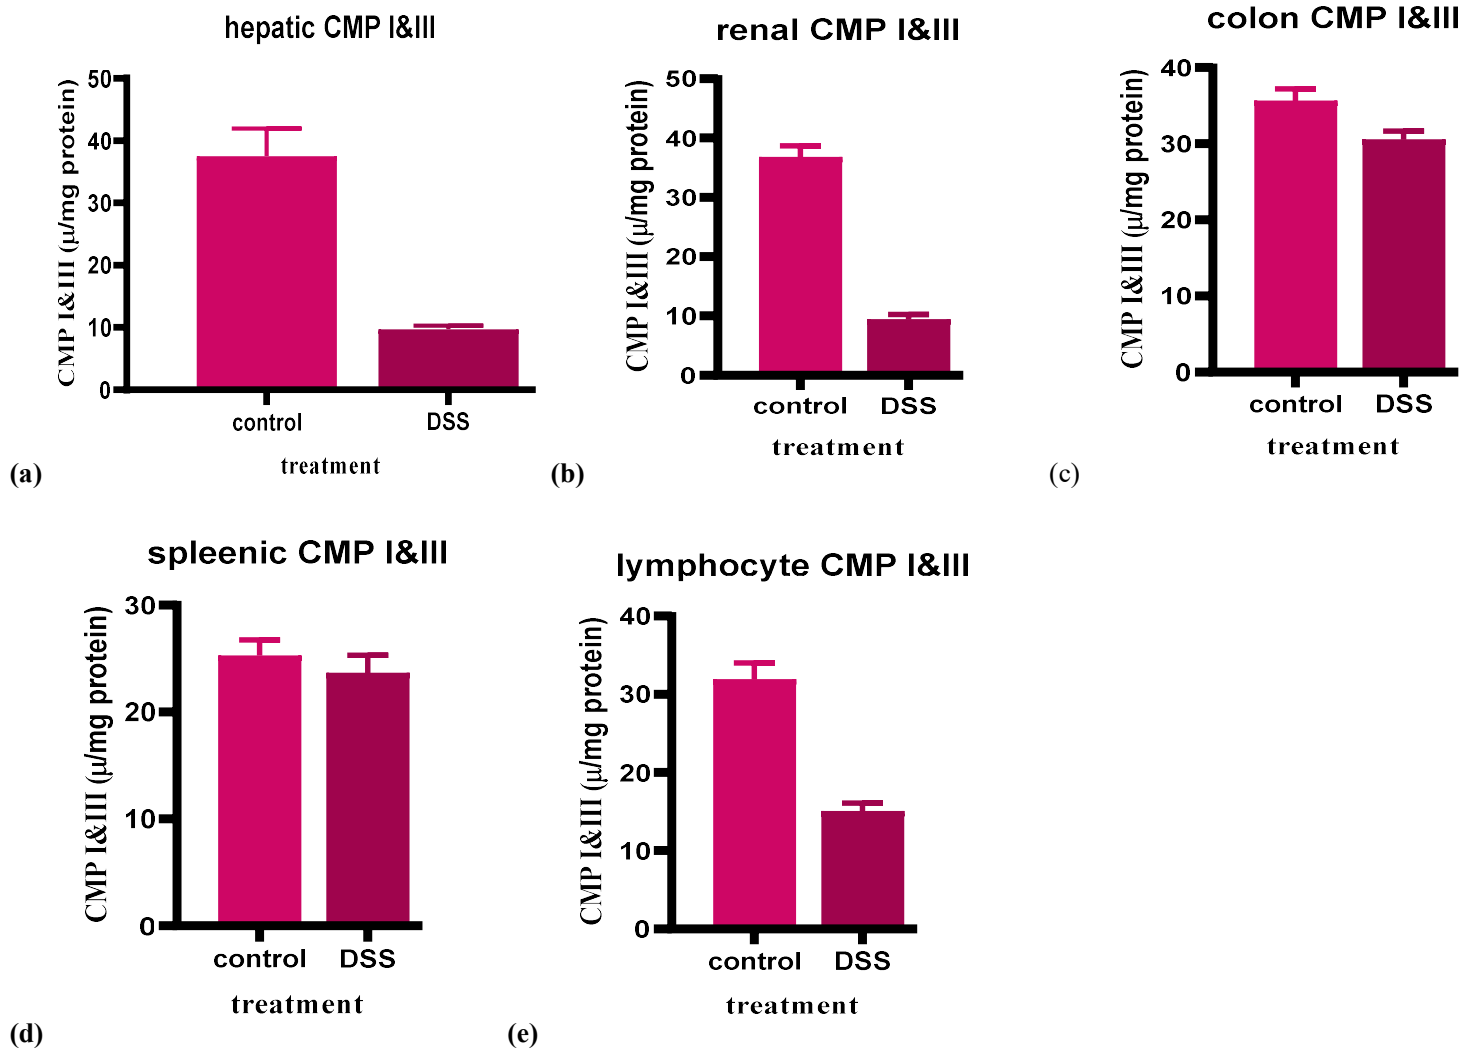 hepatic CMP I&III
CMP I&III (μ/mg protein)
50
40
30
20
10
0
control DSS
treatment
(a)
renal CMP I&III
CMP I&III (μ/mg protein)
50
40
30
20
10
0
control DSS
treatment
(b)
colon CMP I&III
CMP I&III (μ/mg protein)
40
30
20
10
0
control DSS
treatment
(c)
spleenic CMP I&III
CMP I&III (μ/mg protein)
30
20
10
0
control DSS
treatment
(d)
lymphocyte CMP I&III
CMP I&III (μ/mg protein)
40
30
20
10
0
control DSS
treatment
(e)